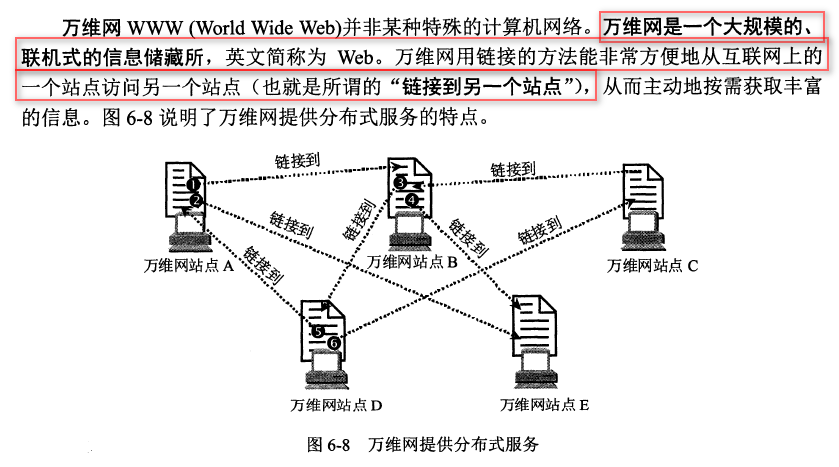 万维网 WWW (World Wide Web)并非某种特殊的计算机网络。万维网是一个大规模的、
联机式的信息储藏所，英文简称为 Web。万维网用链接的方法能非常方便地从互联网上的
一个站点访问另一个站点（也就是所谓的“链接到另一个站点”），从而主动地按需获取丰富
的信息。图 6-8 说明了万维网提供分布式服务的特点。
链接到
链接到
❶
❷
❸
❹
链接到
链接到
链接到
链接到
链接到
万维网站点 A
万维网站点 B
万维网站点 C
❺
❻
万维网站点 D
万维网站点 E
图 6-8 万维网提供分布式服务